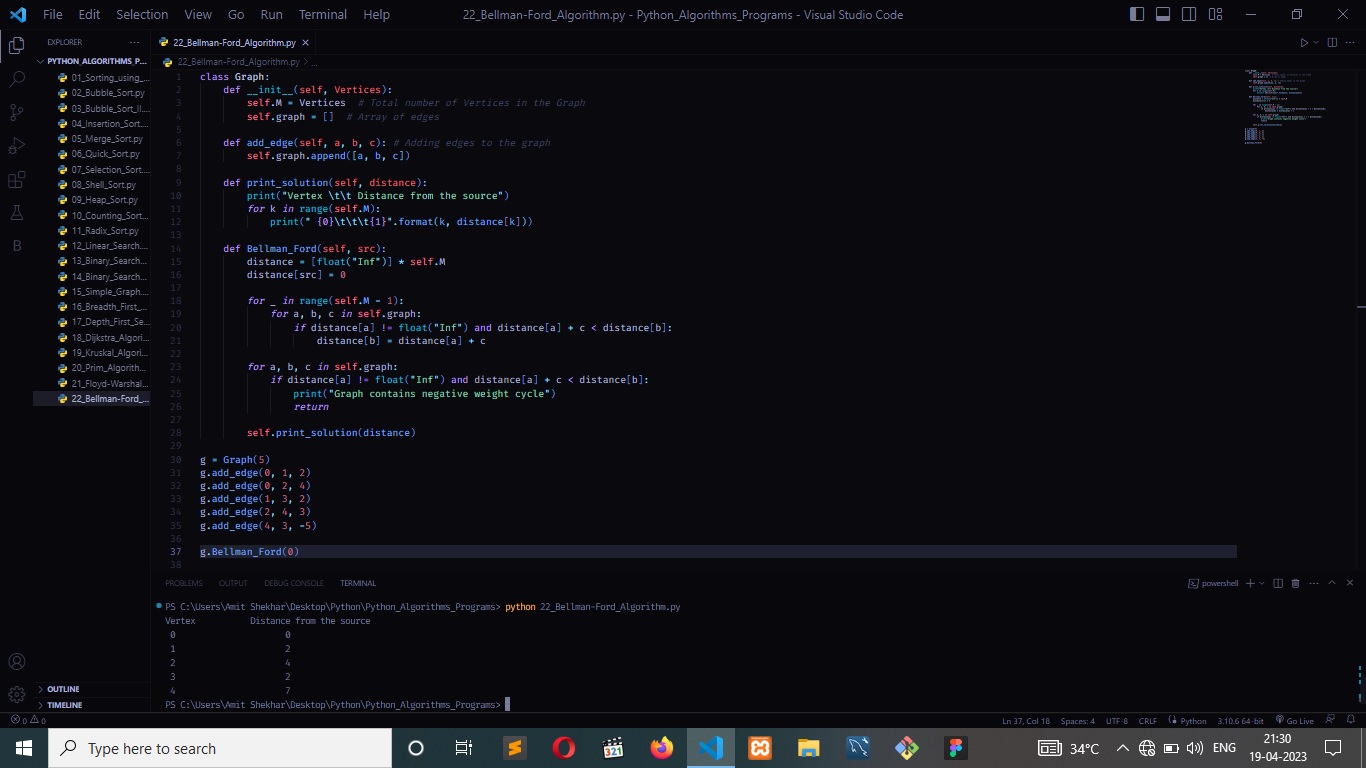 File Edit Selection View Go Run Terminal Help 22_Bellman-Ford_Algorithm.py - Python_Algorithms_Programs - Visual Studio Code
EXPLORER ···
22_Bellman-Ford_Algorithm.py ×
PYTHON_ALGORITHMS_P...
22_Bellman-Ford_Algorithm.py > ...
01_Sorting_using_...
02_Bubble_Sort.py
03_Bubble_Sort_II...
04_Insertion_Sort...
05_Merge_Sort.py
06_Quick_Sort.py
07_Selection_Sort...
08_Shell_Sort.py
09_Heap_Sort.py
10_Counting_Sort...
11_Radix_Sort.py
12_Linear_Search...
13_Binary_Search...
14_Binary_Search...
15_Simple_Graph...
16_Breadth_First_...
17_Depth_First_Se...
18_Dijkstra_Algori...
19_Kruskal_Algori...
20_Prim_Algorith...
21_Floyd-Warshal...
22_Bellman-Ford_...
OUTLINE
TIMELINE
1 class Graph:
2 def __init__(self, Vertices):
3 self.M = Vertices # Total number of Vertices in the Graph
4 self.graph = [] # Array of edges
5
6 def add_edge(self, a, b, c): # Adding edges to the graph
7 self.graph.append([a, b, c])
8
9 def print_solution(self, distance):
10 print("Vertex \t\t Distance from the source")
11 for k in range(self.M):
12 print(" {0}\t\t\t{1}".format(k, distance[k]))
13
14 def Bellman_Ford(self, src):
15 distance = [float("Inf")] * self.M
16 distance[src] = 0
17
18 for _ in range(self.M - 1):
19 for a, b, c in self.graph:
20 if distance[a] != float("Inf") and distance[a] + c < distance[b]:
21 distance[b] = distance[a] + c
22
23 for a, b, c in self.graph:
24 if distance[a] != float("Inf") and distance[a] + c < distance[b]:
25 print("Graph contains negative weight cycle")
26 return
27
28 self.print_solution(distance)
29
30 g = Graph(5)
31 g.add_edge(0, 1, 2)
32 g.add_edge(0, 2, 4)
33 g.add_edge(1, 3, 2)
34 g.add_edge(2, 4, 3)
35 g.add_edge(4, 3, -5)
36
37 g.Bellman_Ford(0)
38
PROBLEMS OUTPUT DEBUG CONSOLE TERMINAL powershell
PS C:\Users\Amit Shekhar\Desktop\Python\Python_Algorithms_Programs> python 22_Bellman-Ford_Algorithm.py
Vertex Distance from the source
0 0
1 2
2 4
3 2
4 7
PS C:\Users\Amit Shekhar\Desktop\Python\Python_Algorithms_Programs>
0 0 Ln 37, Col 18 Spaces: 4 UTF-8 CRLF Python 3.10.6 64-bit Go Live
Type here to search 321 34°C ENG 21:30
19-04-2023